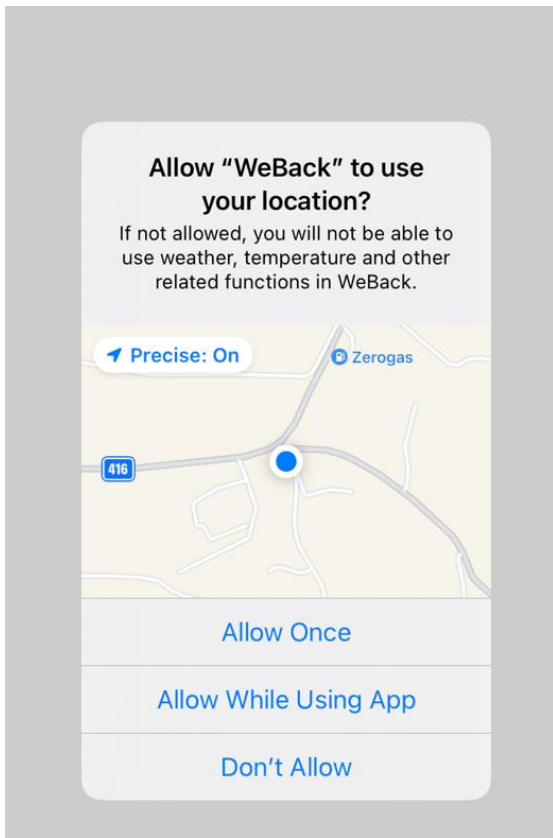 Allow “WeBack” to use
your location?
If not allowed, you will not be able to
use weather, temperature and other
related functions in WeBack.
Precise: On
Zerogas
416
Allow Once
Allow While Using App
Don’t Allow